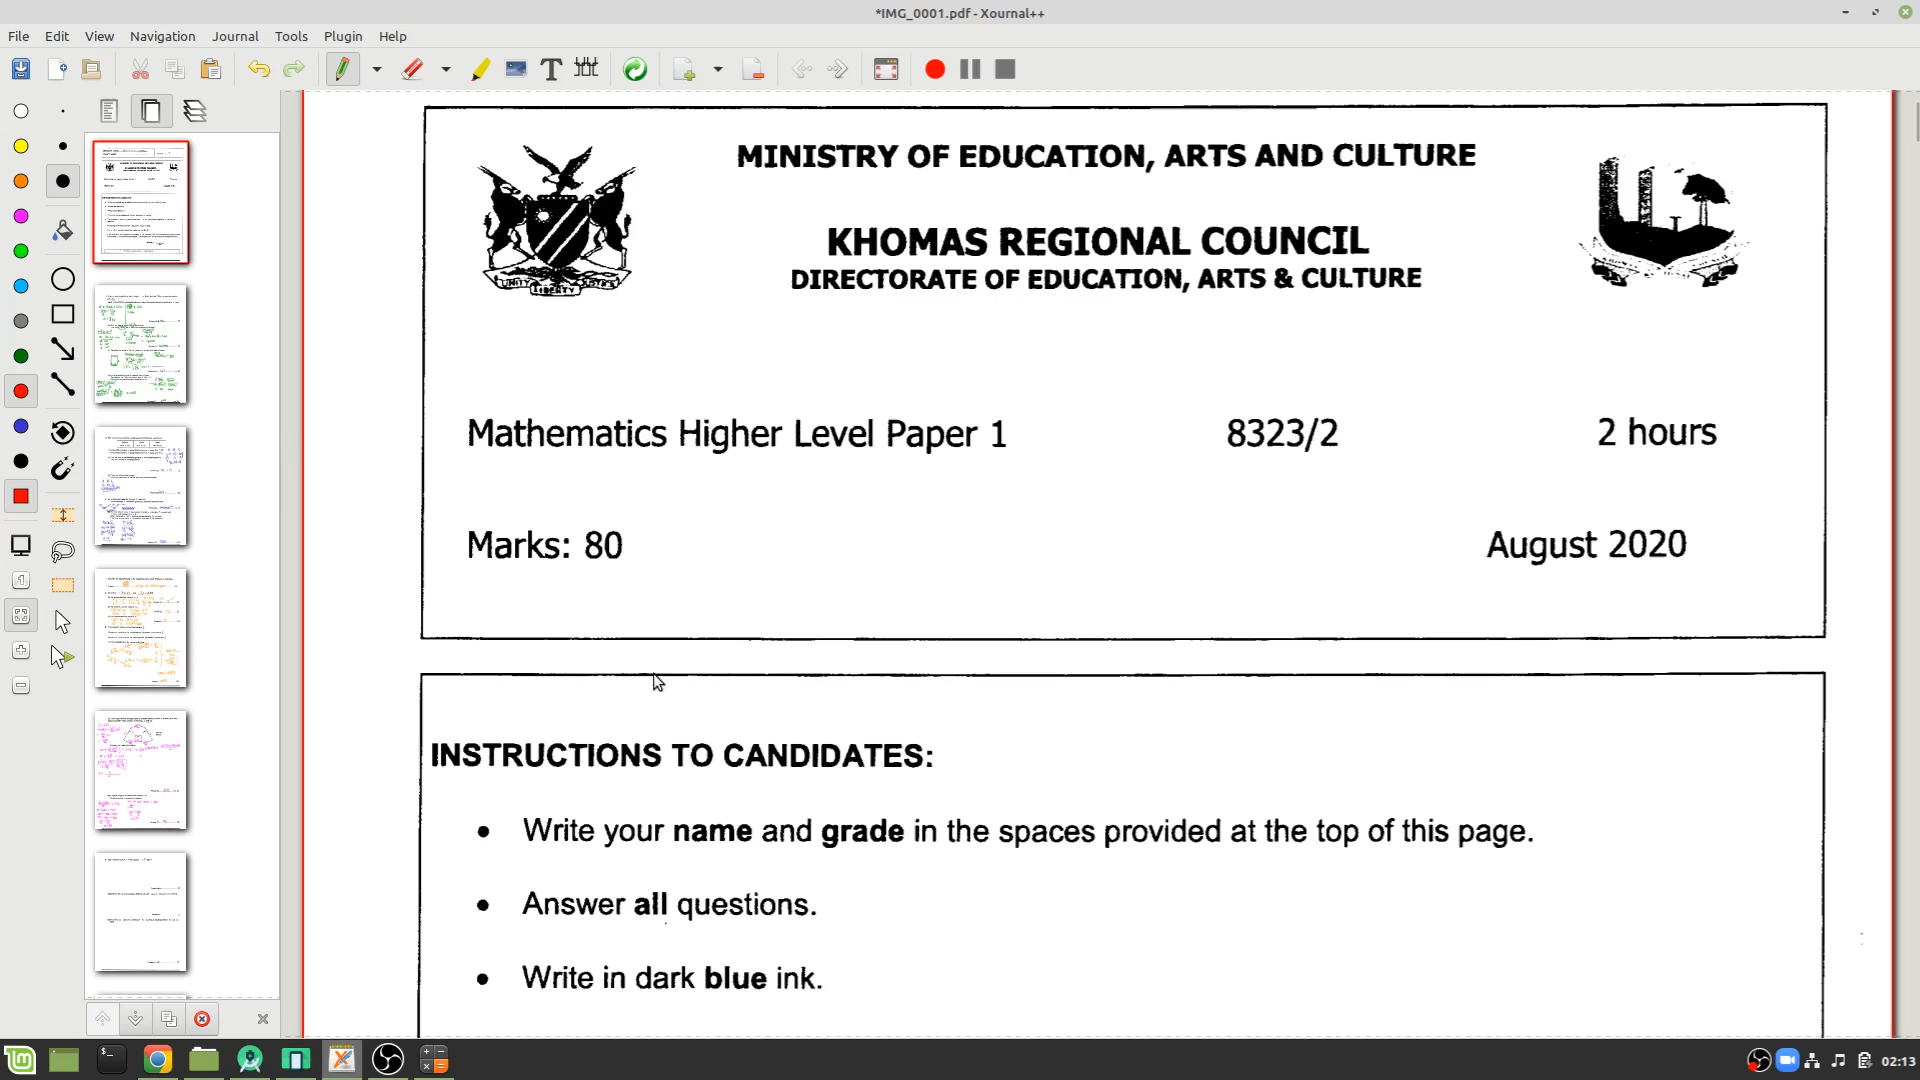 *IMG_0001.pdf - Xournal++
File Edit View Navigation Journal Tools Plugin Help
MINISTRY OF EDUCATION, ARTS AND CULTURE
KHOMAS REGIONAL COUNCIL
DIRECTORATE OF EDUCATION, ARTS & CULTURE
UNITY LIBERTY JUSTICE
Mathematics Higher Level Paper 1 8323/2 2 hours
Marks: 80 August 2020
INSTRUCTIONS TO CANDIDATES:
• Write your name and grade in the spaces provided at the top of this page.
• Answer all questions.
• Write in dark blue ink.
02:13